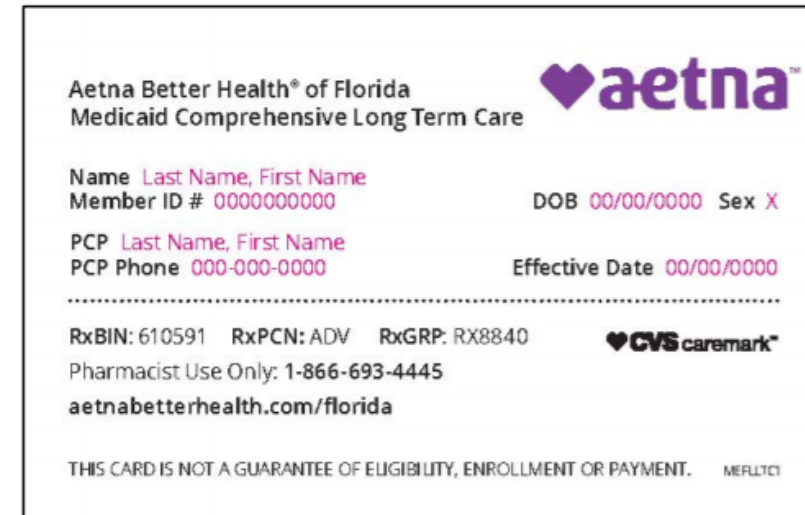 Aetna Better Health® of Florida
Medicaid Comprehensive Long Term Care
aetna™
Name Last Name, First Name
Member ID # 0000000000 DOB 00/00/0000 Sex X
PCP Last Name, First Name
PCP Phone 000-000-0000 Effective Date 00/00/0000
RxBIN: 610591 RxPCN: ADV RxGRP: RX8840 CVS caremark™
Pharmacist Use Only: 1-866-693-4445
aetnabetterhealth.com/florida
THIS CARD IS NOT A GUARANTEE OF ELIGIBILITY, ENROLLMENT OR PAYMENT. MEFLLTC1